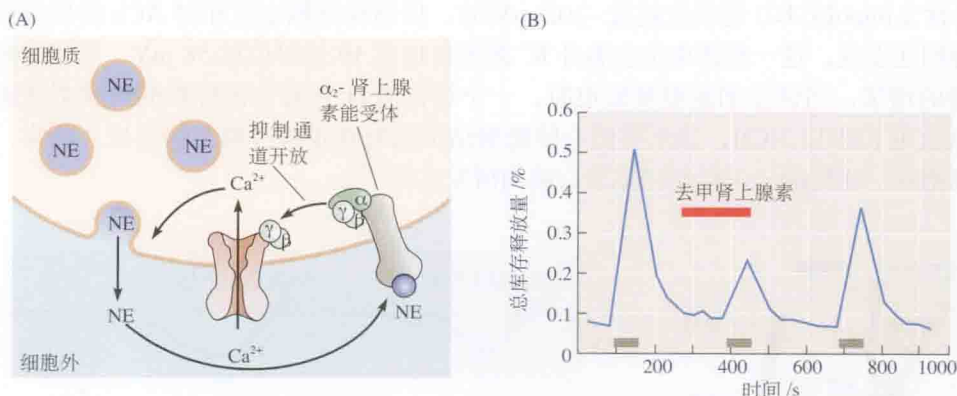 (A)
细胞质
NE
NE
NE
NE
α₂- 肾上腺
素能受体
抑制通
道开放
Ca²⁺
α
γ
β
γ
β
NE
NE
Ca²⁺
细胞外
(B)
总库存释放量 /%
0.6
0.5
0.4
0.3
0.2
0.1
0
去甲肾上腺素
200
400
600
800
1000
时间 /s